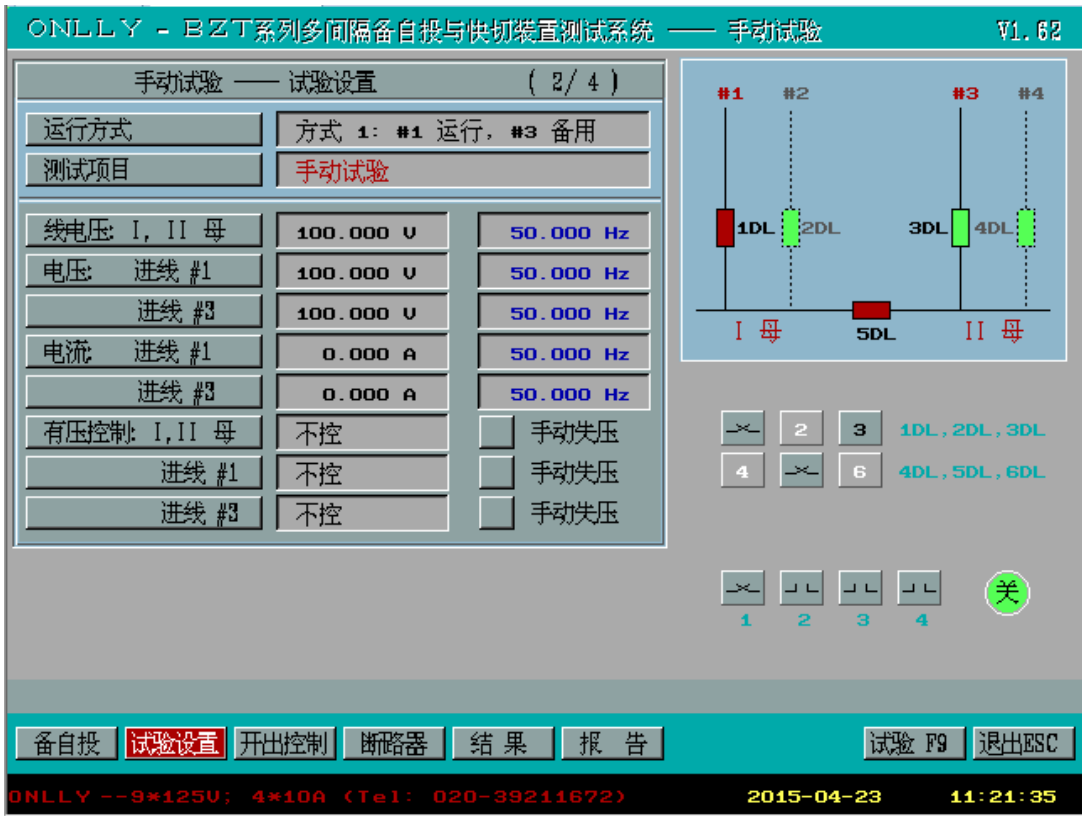 ONLLY - BZT系列多间隔备自投与快切装置测试系统 —— 手动试验 V1.62
手动试验 —— 试验设置 ( 2/ 4 )
运行方式 方式 1: #1 运行, #3 备用
测试项目 手动试验
线电压: I, II 母 100.000 V 50.000 Hz
电压: 进线 #1 100.000 V 50.000 Hz
进线 #3 100.000 V 50.000 Hz
电流: 进线 #1 0.000 A 50.000 Hz
进线 #3 0.000 A 50.000 Hz
有压控制: I,II 母 不控 手动失压
进线 #1 不控 手动失压
进线 #3 不控 手动失压
#1 #2 #3 #4
1DL 2DL 3DL 4DL
I 母 5DL II 母
2 3 1DL,2DL,3DL
4 6 4DL,5DL,6DL
关
1 2 3 4
备自投 试验设置 开出控制 断路器 结 果 报 告 试验 F9 退出ESC
ONLLY --9*125V; 4*10A (Tel: 020-39211672) 2015-04-23 11:21:35